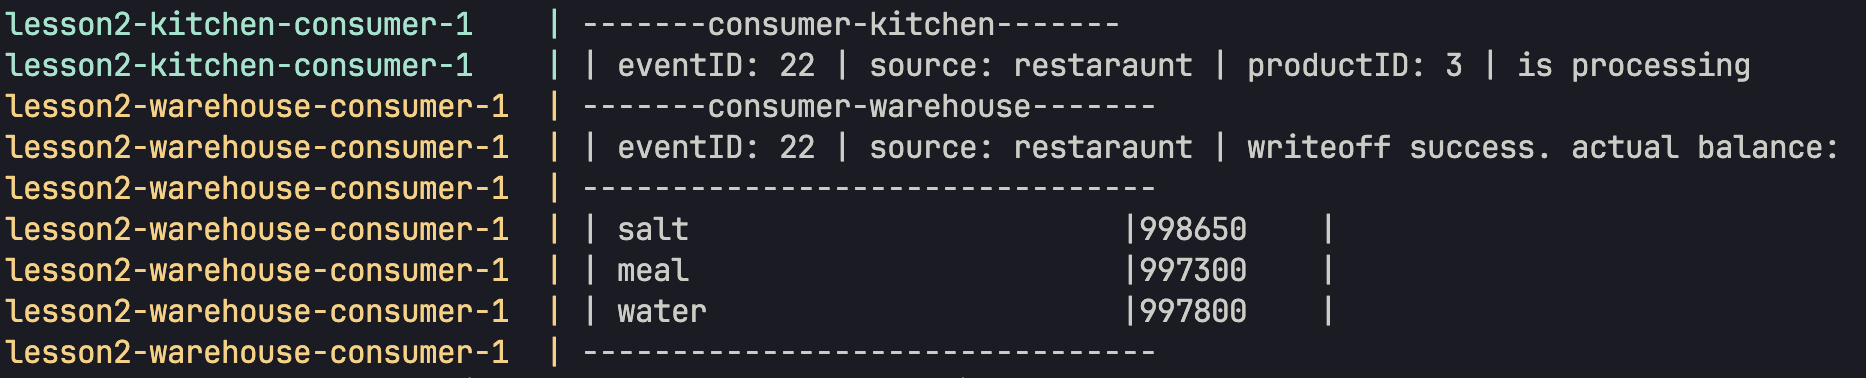 lesson2-kitchen-consumer-1    | -------consumer-kitchen-------
lesson2-kitchen-consumer-1    | | eventID: 22 | source: restaraunt | productID: 3 | is processing
lesson2-warehouse-consumer-1  | -------consumer-warehouse-------
lesson2-warehouse-consumer-1  | | eventID: 22 | source: restaraunt | writeoff success. actual balance:
lesson2-warehouse-consumer-1  | --------------------------------
lesson2-warehouse-consumer-1  | | salt                        |998650    |
lesson2-warehouse-consumer-1  | | meal                        |997300    |
lesson2-warehouse-consumer-1  | | water                       |997800    |
lesson2-warehouse-consumer-1  | --------------------------------